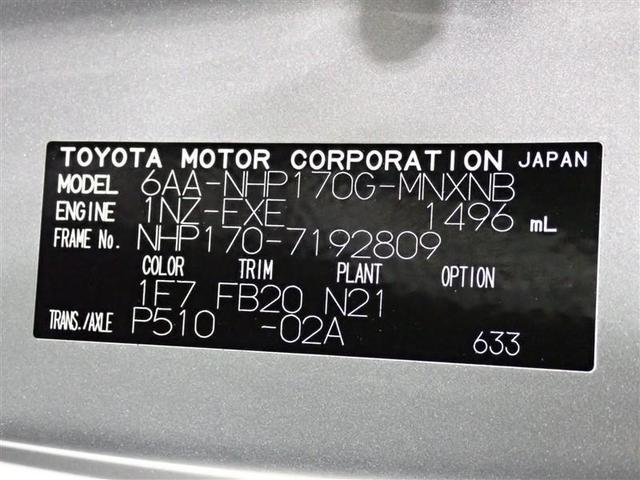 TOYOTA MOTOR CORPORATION JAPAN
MODEL 6AA-NHP170G-MNXNB
ENGINE 1NZ-FXE 1496 mL
FRAME No. NHP170-7192809
COLOR TRIM PLANT OPTION
1F7 FB20 N21
TRANS./AXLE P510 -02A
633